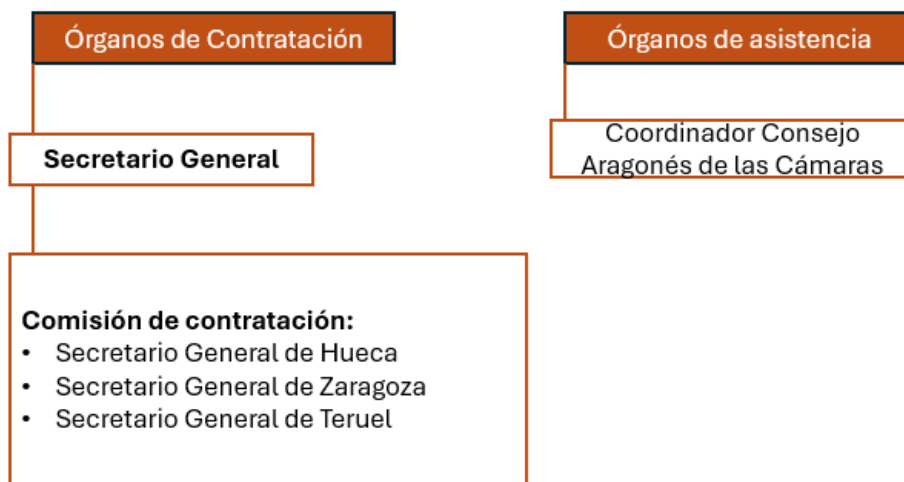 Órganos de Contratación
Secretario General
Comisión de contratación:
• Secretario General de Hueca
• Secretario General de Zaragoza
• Secretario General de Teruel
Órganos de asistencia
Coordinador Consejo
Aragonés de las Cámaras